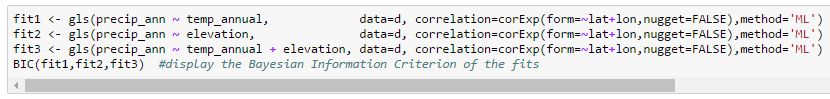 fit1 <- gls(precip_ann ~ temp_annual,             data=d, correlation=corExp(form=~lat+lon,nugget=FALSE),method='ML')
fit2 <- gls(precip_ann ~ elevation,               data=d, correlation=corExp(form=~lat+lon,nugget=FALSE),method='ML')
fit3 <- gls(precip_ann ~ temp_annual + elevation, data=d, correlation=corExp(form=~lat+lon,nugget=FALSE),method='ML')
BIC(fit1,fit2,fit3)  #display the Bayesian Information Criterion of the fits